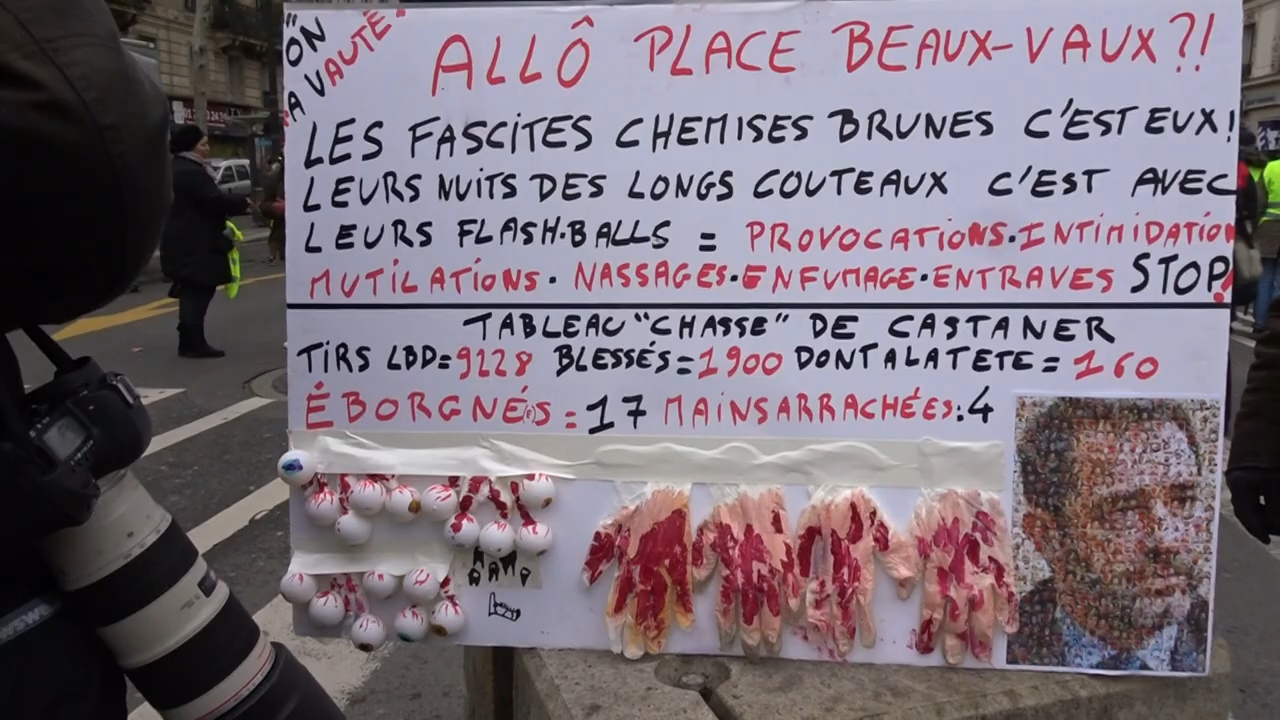 ON
A VAUTÉ!
ALLÔ PLACE BEAUX-VAUX?!
LES FASCITES CHEMISES BRUNES C'EST EUX!
LEURS NUITS DES LONGS COUTEAUX C'EST AVEC
LEURS FLASH-BALLS = PROVOCATIONS.INTIMIDATION
MUTILATIONS. NASSAGES.ENFUMAGE.ENTRAVES STOP!
TABLEAU "CHASSE" DE CASTANER
TIRS LBD=9228 BLESSÉS=1900 DONT A LA TETE = 160
ÉBORGNÉ(E)S = 17 MAINS ARRACHÉES:4